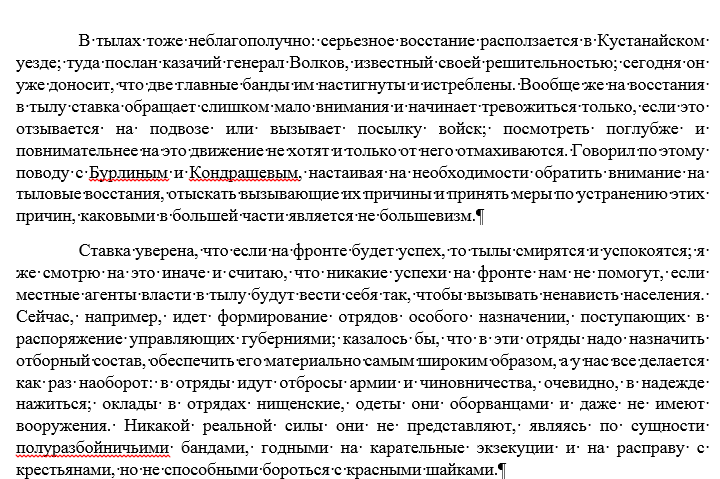 В тылах тоже неблагополучно: серьезное восстание расползается в Кустанайском
уезде; туда послан казачий генерал Волков, известный своей решительностью; сегодня он
уже доносит, что две главные банды им настигнуты и истреблены. Вообще же на восстания
в тылу ставка обращает слишком мало внимания и начинает тревожиться только, если это
отзывается на подвозе или вызывает посылку войск; посмотреть поглубже и
повнимательнее на это движение не хотят и только от него отмахиваются. Говорил по этому
поводу с Бурлиным и Кондрашевым, настаивая на необходимости обратить внимание на
тыловые восстания, отыскать вызывающие их причины и принять меры по устранению этих
причин, каковыми в большей части является не большевизм.¶
Ставка уверена, что если на фронте будет успех, то тылы смирятся и успокоятся; я
же смотрю на это иначе и считаю, что никакие успехи на фронте нам не помогут, если
местные агенты власти в тылу будут вести себя так, чтобы вызывать ненависть населения.
Сейчас, например, идет формирование отрядов особого назначении, поступающих в
распоряжение управляющих губерниями; казалось бы, что в эти отряды надо назначить
отборный состав, обеспечить его материально самым широким образом, а у нас все делается
как раз наоборот: в отряды идут отбросы армии и чиновничества, очевидно, в надежде
нажиться; оклады в отрядах нищенские, одеты они оборванцами и даже не имеют
вооружения. Никакой реальной силы они не представляют, являясь по сущности
полуразбойничьими бандами, годными на карательные экзекуции и на расправу с
крестьянами, но не способными бороться с красными шайками.¶